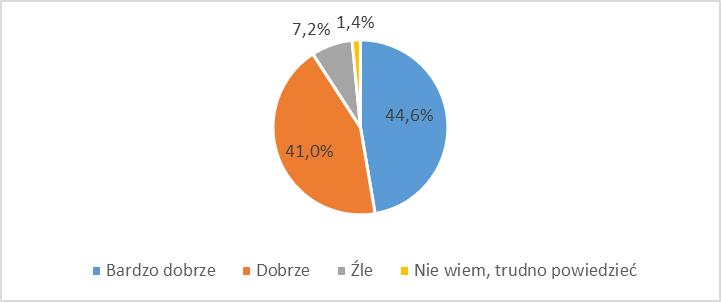 1,4%
7,2%
44,6%
41,0%
Bardzo dobrze Dobrze Źle Nie wiem, trudno powiedzieć